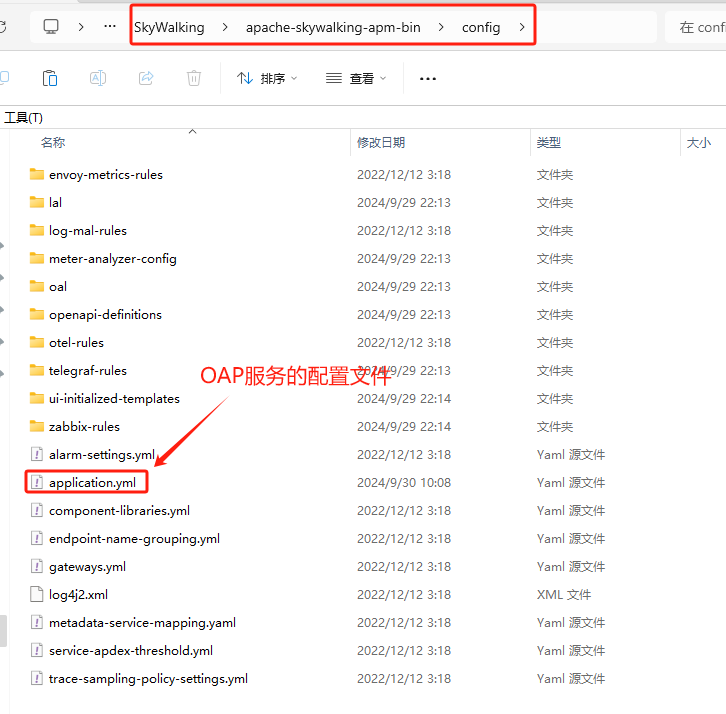 SkyWalking > apache-skywalking-apm-bin > config >
在 conf
排序
查看
工具(T)
名称 修改日期 类型 大小
envoy-metrics-rules 2022/12/12 3:18 文件夹
lal 2024/9/29 22:13 文件夹
log-mal-rules 2022/12/12 3:18 文件夹
meter-analyzer-config 2024/9/29 22:13 文件夹
oal 2024/9/29 22:13 文件夹
openapi-definitions 2024/9/29 22:13 文件夹
otel-rules 2022/12/12 3:18 文件夹
telegraf-rules 2024/9/29 22:13 文件夹
OAP服务的配置文件
ui-initialized-templates 2024/9/29 22:14 文件夹
zabbix-rules 2024/9/29 22:14 文件夹
alarm-settings.yml 2022/12/12 3:18 Yaml 源文件
application.yml 2024/9/30 10:08 Yaml 源文件
component-libraries.yml 2022/12/12 3:18 Yaml 源文件
endpoint-name-grouping.yml 2022/12/12 3:18 Yaml 源文件
gateways.yml 2022/12/12 3:18 Yaml 源文件
log4j2.xml 2022/12/12 3:18 XML 文件
metadata-service-mapping.yaml 2022/12/12 3:18 Yaml 源文件
service-apdex-threshold.yml 2022/12/12 3:18 Yaml 源文件
trace-sampling-policy-settings.yml 2022/12/12 3:18 Yaml 源文件